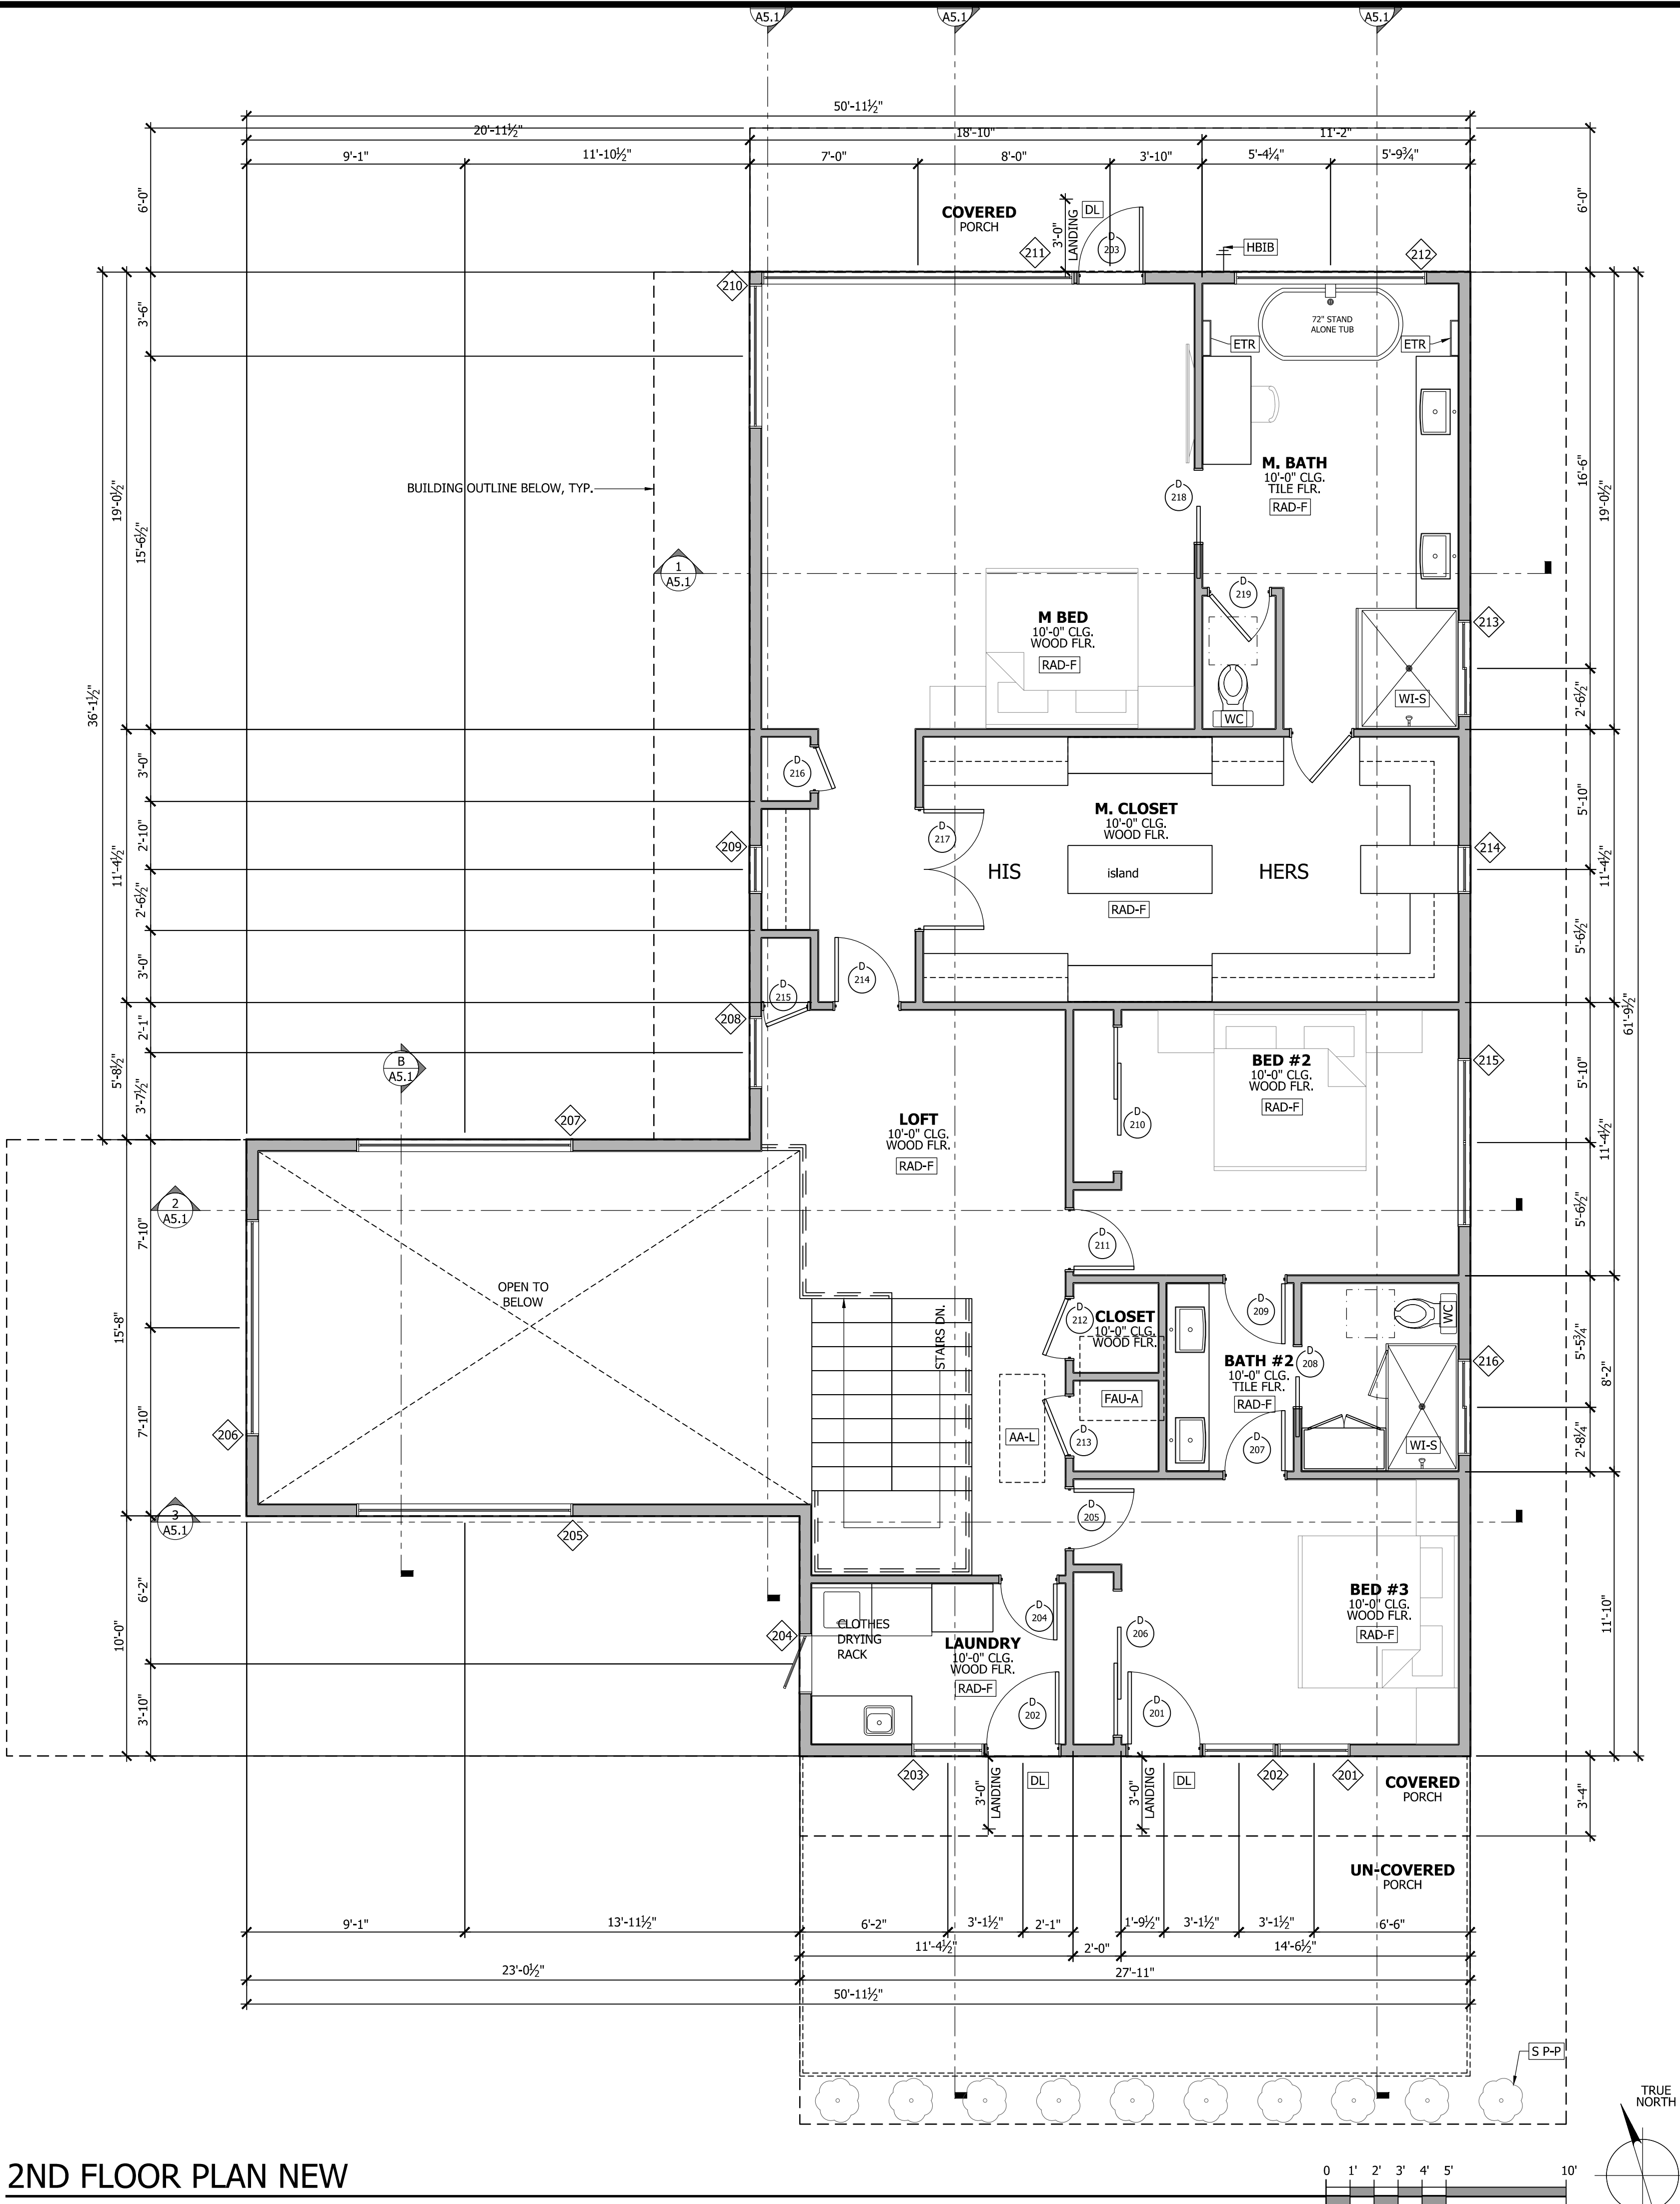 A5.1
A5.1
A5.1
50'-11½"
20'-11½"
18'-10"
11'-2"
9'-1"
11'-10½"
7'-0"
8'-0"
3'-10"
5'-4¼"
5'-9¾"
6'-0"
6'-0"
COVERED
PORCH
3'-0"
LANDING
DL
D
203
211
HBIB
212
210
3'-6"
72" STAND
ALONE TUB
ETR
ETR
BUILDING OUTLINE BELOW, TYP.
M. BATH
10'-0" CLG.
TILE FLR.
RAD-F
D
218
16'-6"
19'-0½"
19'-0½"
15'-6½"
1
A5.1
D
219
M BED
10'-0" CLG.
WOOD FLR.
RAD-F
213
WI-S
WC
2'-6½"
36'-1½"
3'-0"
D
216
M. CLOSET
10'-0" CLG.
WOOD FLR.
5'-10"
2'-10"
11'-4½"
209
D
217
HIS
island
HERS
214
11'-4½"
RAD-F
2'-6½"
5'-6½"
3'-0"
D
215
D
214
208
2'-1"
61'-9½"
5'-8½"
3'-7½"
B
A5.1
BED #2
10'-0" CLG.
WOOD FLR.
RAD-F
215
5'-10"
207
LOFT
10'-0" CLG.
WOOD FLR.
RAD-F
D
210
11'-4½"
2
A5.1
7'-10"
D
211
5'-6½"
OPEN TO
BELOW
15'-8"
STAIRS DN.
D
212
CLOSET
10'-0" CLG.
WOOD FLR.
D
209
WC
BATH #2
10'-0" CLG.
TILE FLR.
RAD-F
D
208
216
5'-5¾"
8'-2"
FAU-A
7'-10"
206
AA-L
D
213
D
207
WI-S
2'-8¼"
3
A5.1
205
D
205
6'-2"
10'-0"
204
CLOTHES
DRYING
RACK
D
204
LAUNDRY
10'-0" CLG.
WOOD FLR.
RAD-F
D
206
BED #3
10'-0" CLG.
WOOD FLR.
RAD-F
11'-10"
3'-10"
D
202
D
201
203
3'-0"
LANDING
DL
3'-0"
LANDING
DL
202
201
COVERED
PORCH
3'-4"
UN-COVERED
PORCH
9'-1"
13'-11½"
6'-2"
3'-1½"
2'-1"
1'-9½"
3'-1½"
3'-1½"
6'-6"
11'-4½"
2'-0"
14'-6½"
23'-0½"
27'-11"
50'-11½"
S P-P
TRUE
NORTH
2ND FLOOR PLAN NEW
0 1' 2' 3' 4' 5' 10'